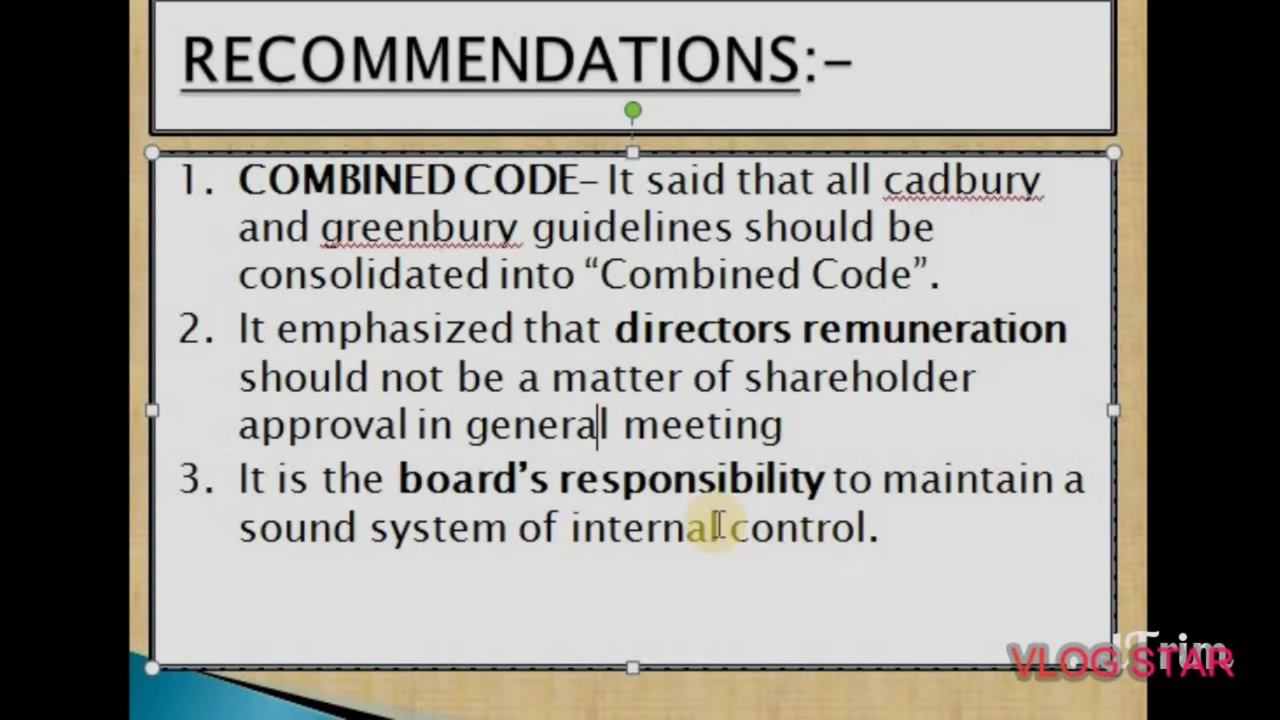 RECOMMENDATIONS:-
1. COMBINED CODE- It said that all cadbury
and greenbury guidelines should be
consolidated into “Combined Code”.
2. It emphasized that directors remuneration
should not be a matter of shareholder
approval in general meeting
3. It is the board’s responsibility to maintain a
sound system of internal control.
VLOG STAR